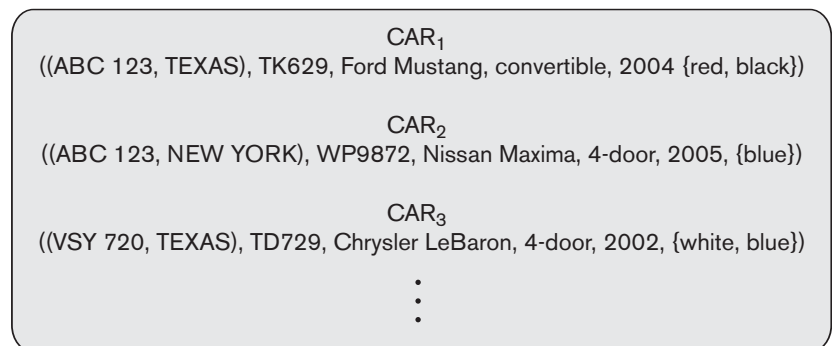 CAR₁
((ABC 123, TEXAS), TK629, Ford Mustang, convertible, 2004 {red, black})
CAR₂
((ABC 123, NEW YORK), WP9872, Nissan Maxima, 4-door, 2005, {blue})
CAR₃
((VSY 720, TEXAS), TD729, Chrysler LeBaron, 4-door, 2002, {white, blue})